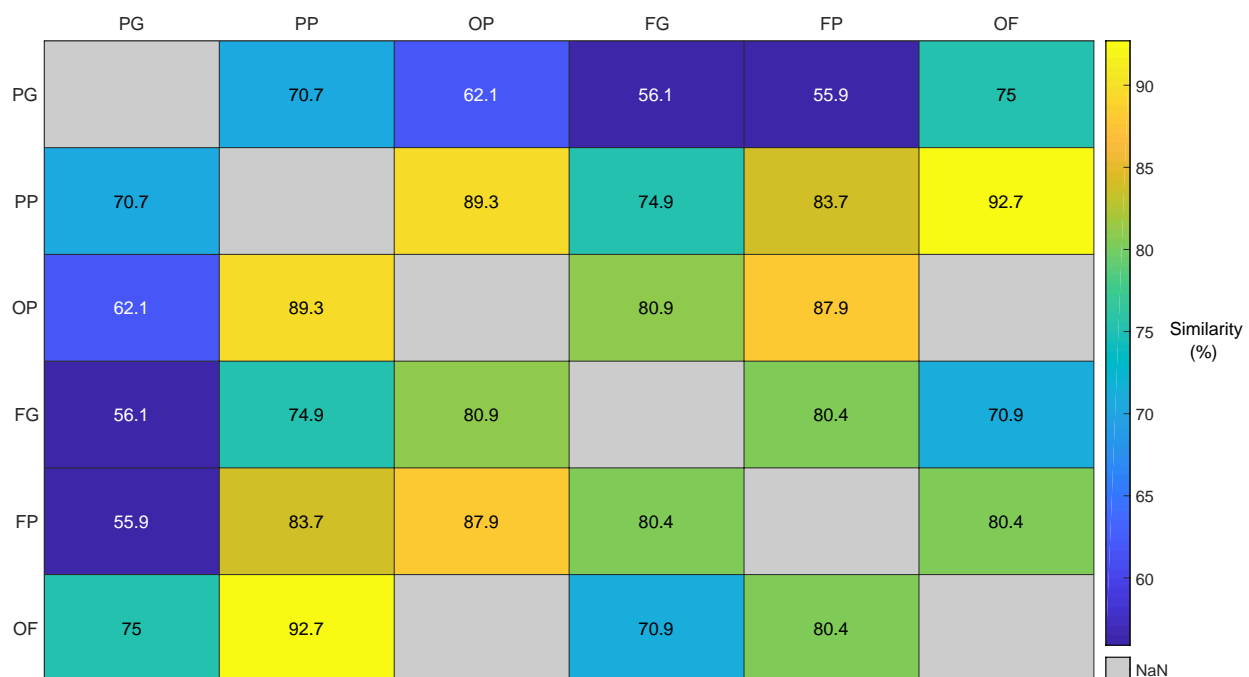 PG PP OP FG FP OF
PG 70.7 62.1 56.1 55.9 75
PP 70.7 89.3 74.9 83.7 92.7
OP 62.1 89.3 80.9 87.9
FG 56.1 74.9 80.9 80.4 70.9
FP 55.9 83.7 87.9 80.4 80.4
OF 75 92.7 70.9 80.4
90
85
80
75
70
65
60
NaN
Similarity
(%)